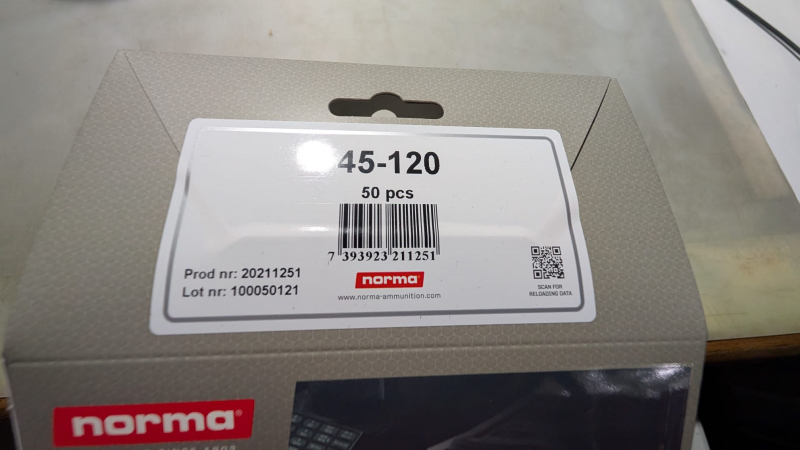 45-120
50 pcs
7 393923 211251
Prod nr: 20211251
Lot nr: 100050121
norma
www.norma-ammunition.com
SCAN FOR
RELOADING DATA
norma